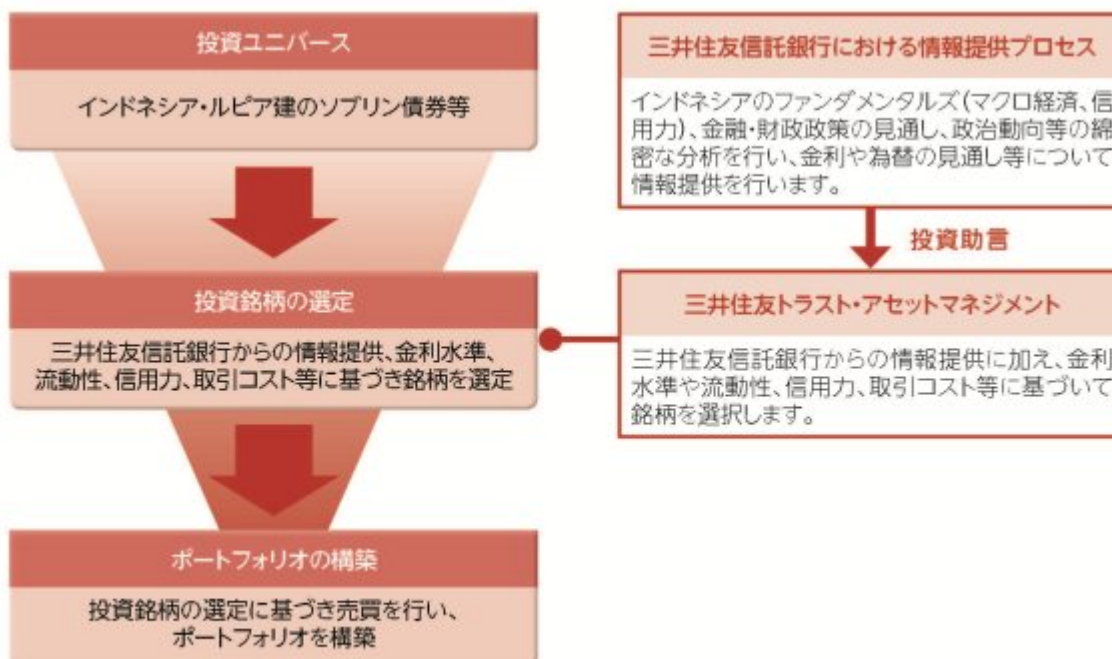 投資ユニバース
インドネシア・ルピア建のソブリン債券等
投資銘柄の選定
三井住友信託銀行からの情報提供、金利水準、
流動性、信用力、取引コスト等に基づき銘柄を選定
ポートフォリオの構築
投資銘柄の選定に基づき売買を行い、
ポートフォリオを構築
三井住友信託銀行における情報提供プロセス
インドネシアのファンダメンタルズ(マクロ経済、信
用力)、金融・財政政策の見通し、政治動向等の綿
密な分析を行い、金利や為替の見通し等について
情報提供を行います。
投資助言
三井住友トラスト・アセットマネジメント
三井住友信託銀行からの情報提供に加え、金利
水準や流動性、信用力、取引コスト等に基づいて
銘柄を選択します。